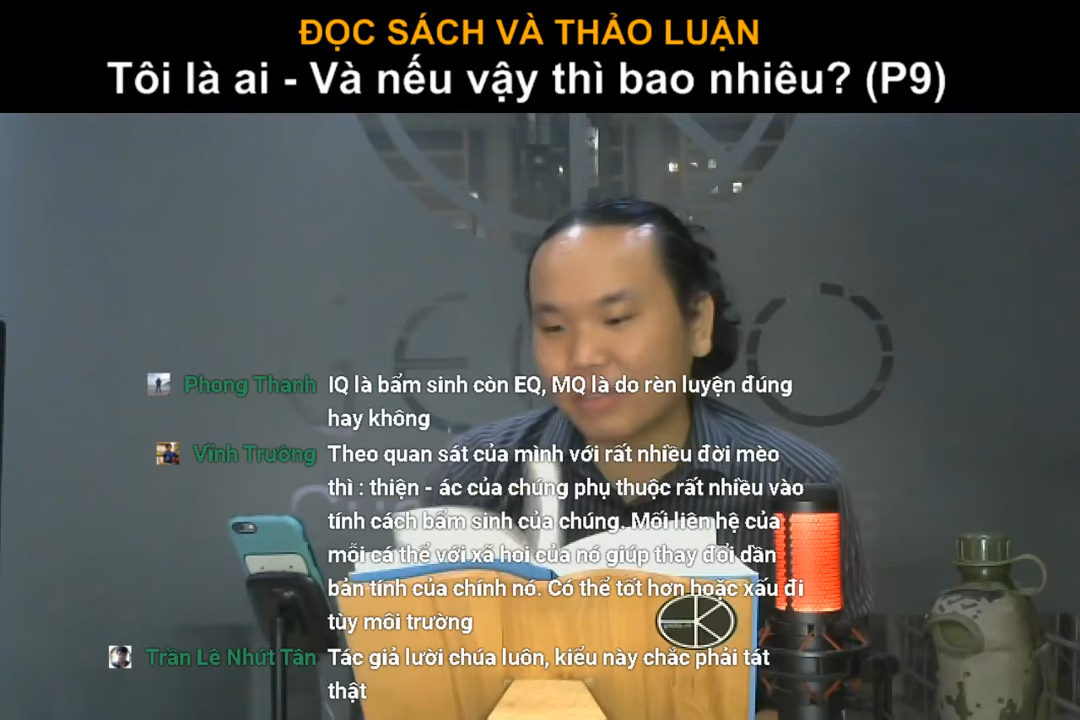 ĐỌC SÁCH VÀ THẢO LUẬN
Tôi là ai - Và nếu vậy thì bao nhiêu? (P9)
Phong Thanh IQ là bẩm sinh còn EQ, MQ là do rèn luyện đúng
hay không
Vĩnh Trường Theo quan sát của mình với rất nhiều đời mèo
thì : thiện - ác của chúng phụ thuộc rất nhiều vào
tính cách bẩm sinh của chúng. Mối liên hệ của
mỗi cá thể với xã hoị của nó giúp thay đổi dần
bản tính của chính nó. Có thể tốt hơn hoặc xấu đi
tùy môi trường
Trần Lê Nhứt Tân Tác giả lười chúa luôn, kiểu này chắc phải tát
thật